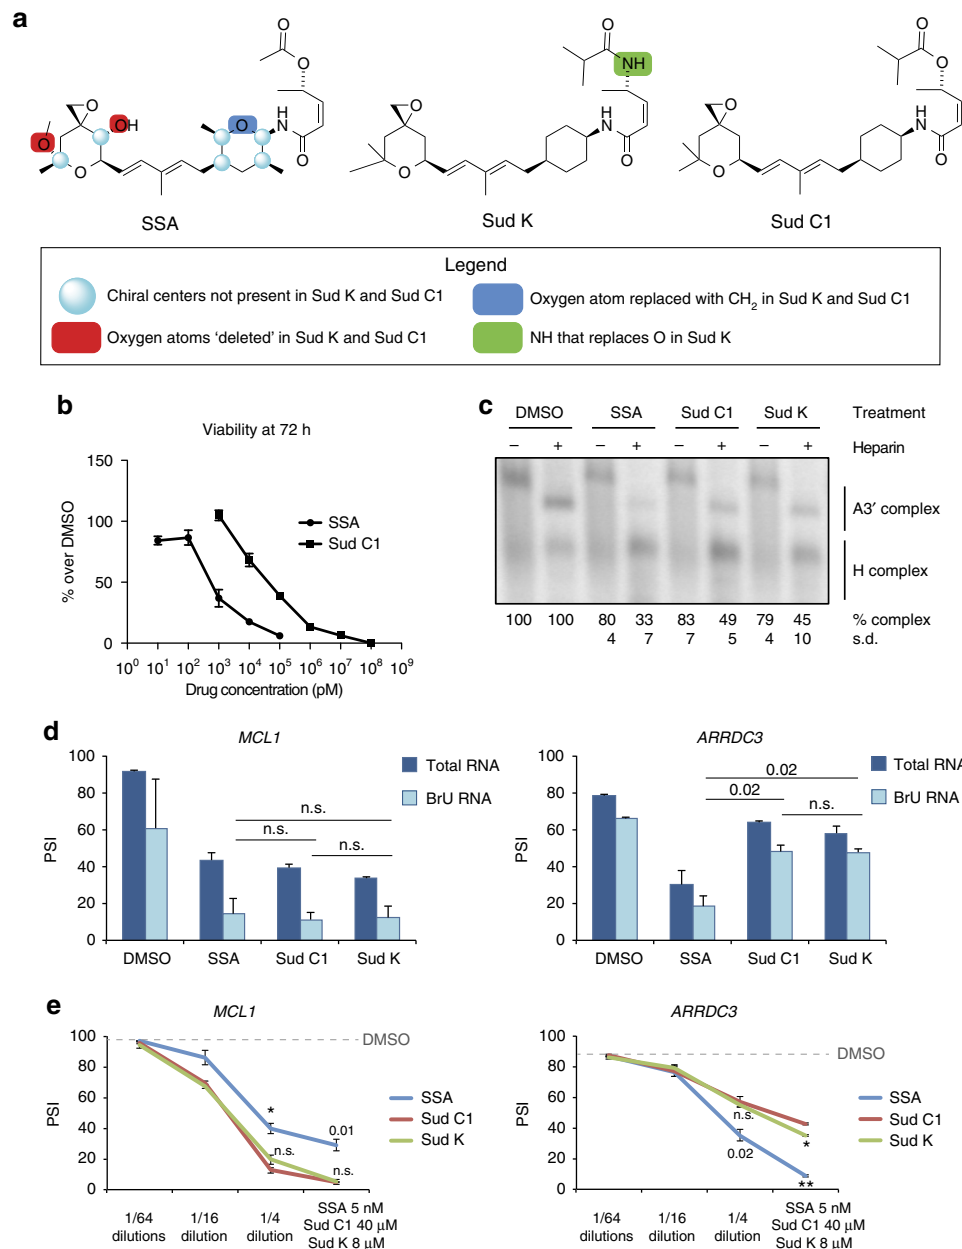 a
O
O
O
O
O
NH
O
O
O
OH
O
H
N
O
N
H
O
H
N
O
O
O
O
O
O
SSA
Sud K
Sud C1
Legend
Chiral centers not present in Sud K and Sud C1
Oxygen atom replaced with CH2 in Sud K and Sud C1
Oxygen atoms ‘deleted’ in Sud K and Sud C1
NH that replaces O in Sud K
b
Viability at 72 h
% over DMSO
150
100
50
0
SSA
Sud C1
10^0 10^1 10^2 10^3 10^4 10^5 10^6 10^7 10^8 10^9
Drug concentration (pM)
c
DMSO SSA Sud C1 Sud K Treatment
– + – + – + – + Heparin
A3′ complex
H complex
100 100 80 33 83 49 79 45 % complex
4 7 7 5 4 10 s.d.
d
MCL1
PSI
100
80
60
40
20
0
Total RNA
BrU RNA
n.s.
n.s.
n.s.
DMSO SSA Sud C1 Sud K
ARRDC3
PSI
100
80
60
40
20
0
Total RNA
BrU RNA
0.02
0.02
n.s.
DMSO SSA Sud C1 Sud K
e
MCL1
PSI
100
80
60
40
20
0
DMSO
SSA
Sud C1
Sud K
*
0.01
n.s.
n.s.
1/64 dilutions
1/16 dilution
1/4 dilution
SSA 5 nM
Sud C1 40 μM
Sud K 8 μM
ARRDC3
PSI
100
80
60
40
20
0
DMSO
SSA
Sud C1
Sud K
n.s.
0.02
*
**
1/64 dilutions
1/16 dilution
1/4 dilution
SSA 5 nM
Sud C1 40 μM
Sud K 8 μM